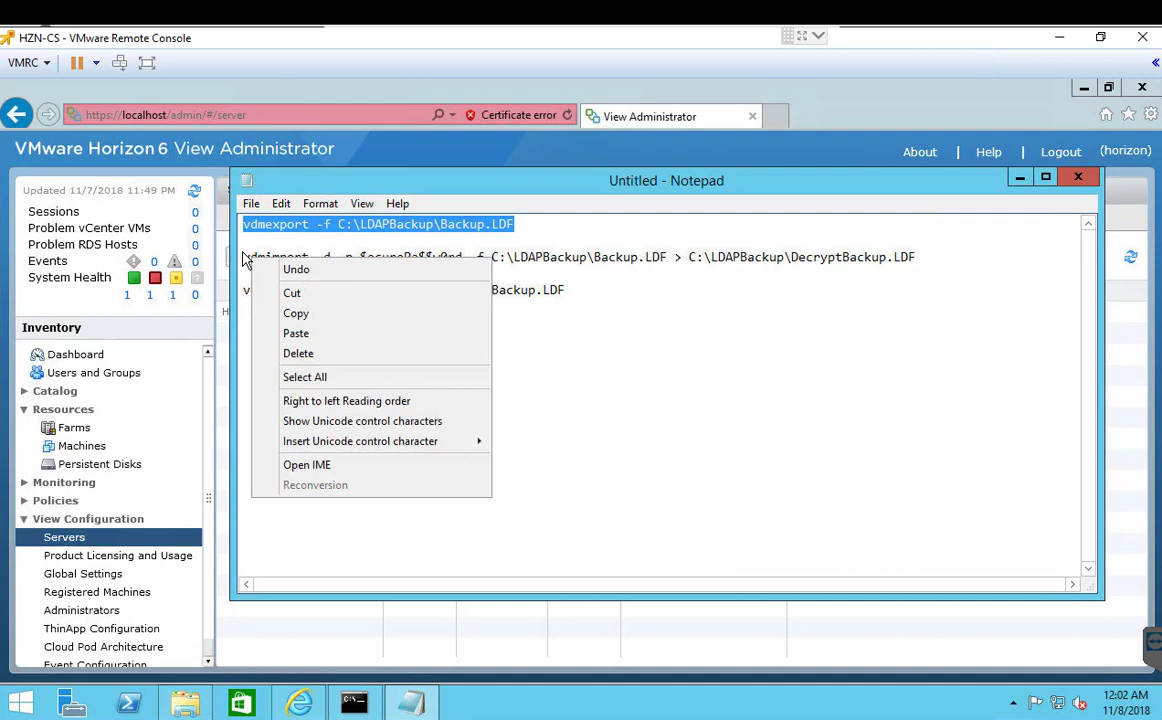 HZN-CS - VMware Remote Console
VMRC
https://localhost/admin/#/server
Certificate error
View Administrator
VMware Horizon 6 View Administrator
About | Help | Logout (horizon)
Updated 11/7/2018 11:49 PM
Sessions 0
Problem vCenter VMs 0
Problem RDS Hosts 0
Events 0 0
System Health
1 1 1 0
Inventory
Dashboard
Users and Groups
Catalog
Resources
Farms
Machines
Persistent Disks
Monitoring
Policies
View Configuration
Servers
Product Licensing and Usage
Global Settings
Registered Machines
Administrators
ThinApp Configuration
Cloud Pod Architecture
Event Configuration
Untitled - Notepad
File Edit Format View Help
vdmexport -f C:\LDAPBackup\Backup.LDF
C:\LDAPBackup\Backup.LDF > C:\LDAPBackup\DecryptBackup.LDF
Backup.LDF
Undo
Cut
Copy
Paste
Delete
Select All
Right to left Reading order
Show Unicode control characters
Insert Unicode control character
Open IME
Reconversion
12:02 AM
11/8/2018